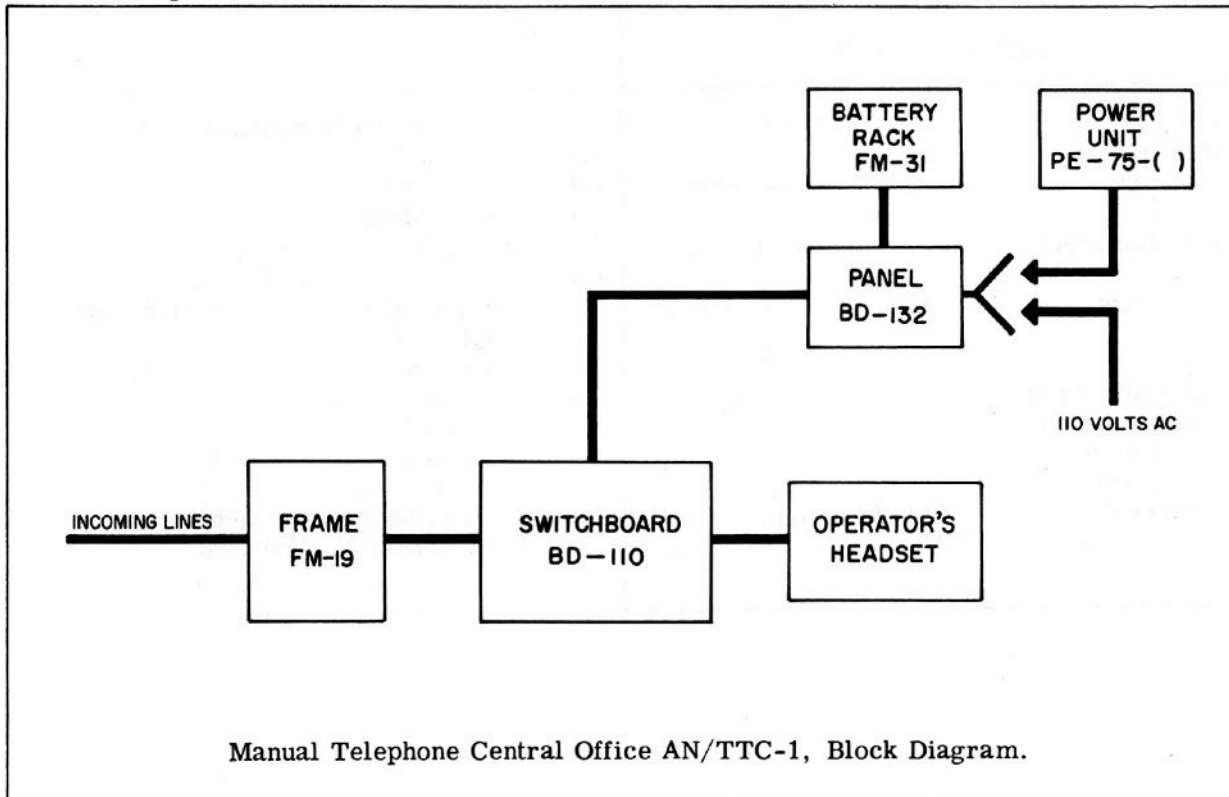 BATTERY
RACK
FM-31
POWER
UNIT
PE-75-( )
PANEL
BD-132
110 VOLTS AC
INCOMING LINES
FRAME
FM-19
SWITCHBOARD
BD-110
OPERATOR'S
HEADSET
Manual Telephone Central Office AN/TTC-1, Block Diagram.